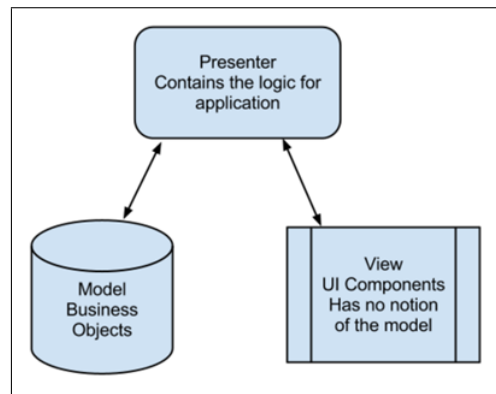 Presenter
Contains the logic for
application
Model
Business
Objects
View
UI Components
Has no notion
of the model